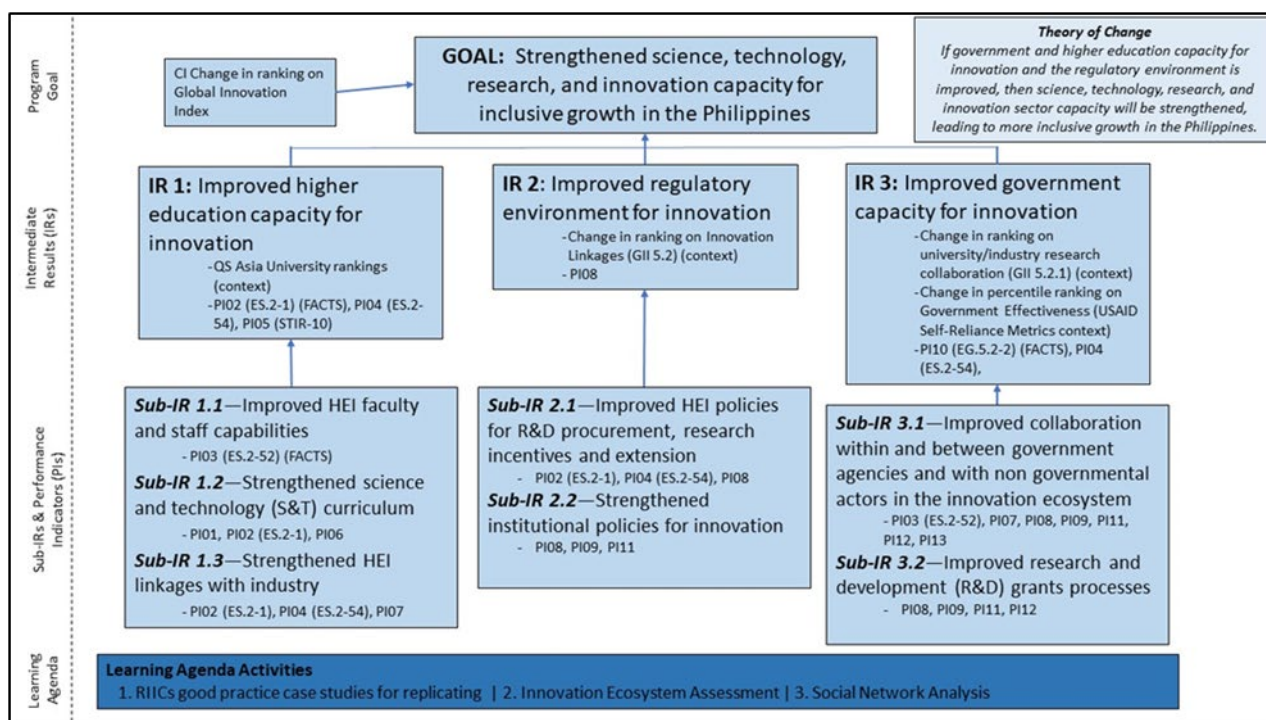 Program
Goal
CI Change in ranking on
Global Innovation
Index
GOAL: Strengthened science, technology,
research, and innovation capacity for
inclusive growth in the Philippines
Theory of Change
If government and higher education capacity for
innovation and the regulatory environment is
improved, then science, technology, research, and
innovation sector capacity will be strengthened,
leading to more inclusive growth in the Philippines.
Intermediate
Results (IRs)
IR 1: Improved higher
education capacity for
innovation
-QS Asia University rankings
(context)
-PI02 (ES.2-1) (FACTS), PI04 (ES.2-
54), PI05 (STIR-10)
IR 2: Improved regulatory
environment for innovation
-Change in ranking on Innovation
Linkages (GII 5.2) (context)
- PI08
IR 3: Improved government
capacity for innovation
-Change in ranking on
university/industry research
collaboration (GII 5.2.1) (context)
-Change in percentile ranking on
Government Effectiveness (USAID
Self-Reliance Metrics context)
-PI10 (EG.5.2-2) (FACTS), PI04
(ES.2-54),
Sub-IRs & Performance
Indicators (PIs)
Sub-IR 1.1—Improved HEI faculty
and staff capabilities
- PI03 (ES.2-52) (FACTS)
Sub-IR 1.2—Strengthened science
and technology (S&T) curriculum
- PI01, PI02 (ES.2-1), PI06
Sub-IR 1.3—Strengthened HEI
linkages with industry
- PI02 (ES.2-1), PI04 (ES.2-54), PI07
Sub-IR 2.1—Improved HEI policies
for R&D procurement, research
incentives and extension
- PI02 (ES.2-1), PI04 (ES.2-54), PI08
Sub-IR 2.2—Strengthened
institutional policies for innovation
- PI08, PI09, PI11
Sub-IR 3.1—Improved collaboration
within and between government
agencies and with non governmental
actors in the innovation ecosystem
- PI03 (ES.2-52), PI07, PI08, PI09, PI11,
PI12, PI13
Sub-IR 3.2—Improved research and
development (R&D) grants processes
- PI08, PI09, PI11, PI12
Learning
Agenda
Learning Agenda Activities
1. RIICs good practice case studies for replicating | 2. Innovation Ecosystem Assessment | 3. Social Network Analysis